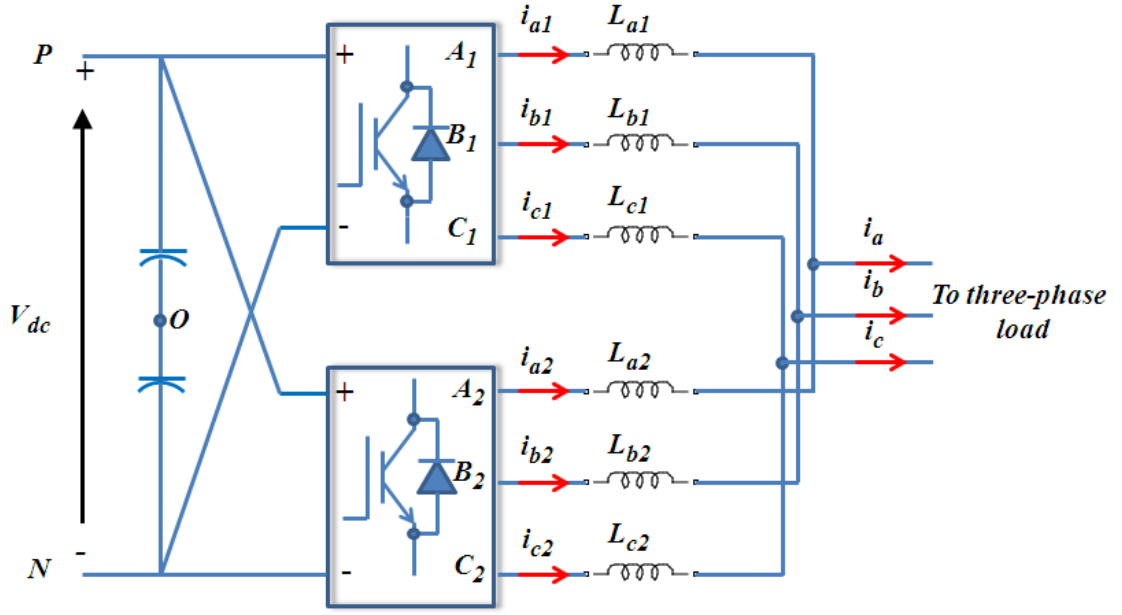 P
+
V_dc
O
-
N
+
A_1
B_1
-
C_1
i_a1
L_a1
i_b1
L_b1
i_c1
L_c1
i_a
i_b
i_c
To three-phase
load
+
A_2
B_2
-
C_2
i_a2
L_a2
i_b2
L_b2
i_c2
L_c2